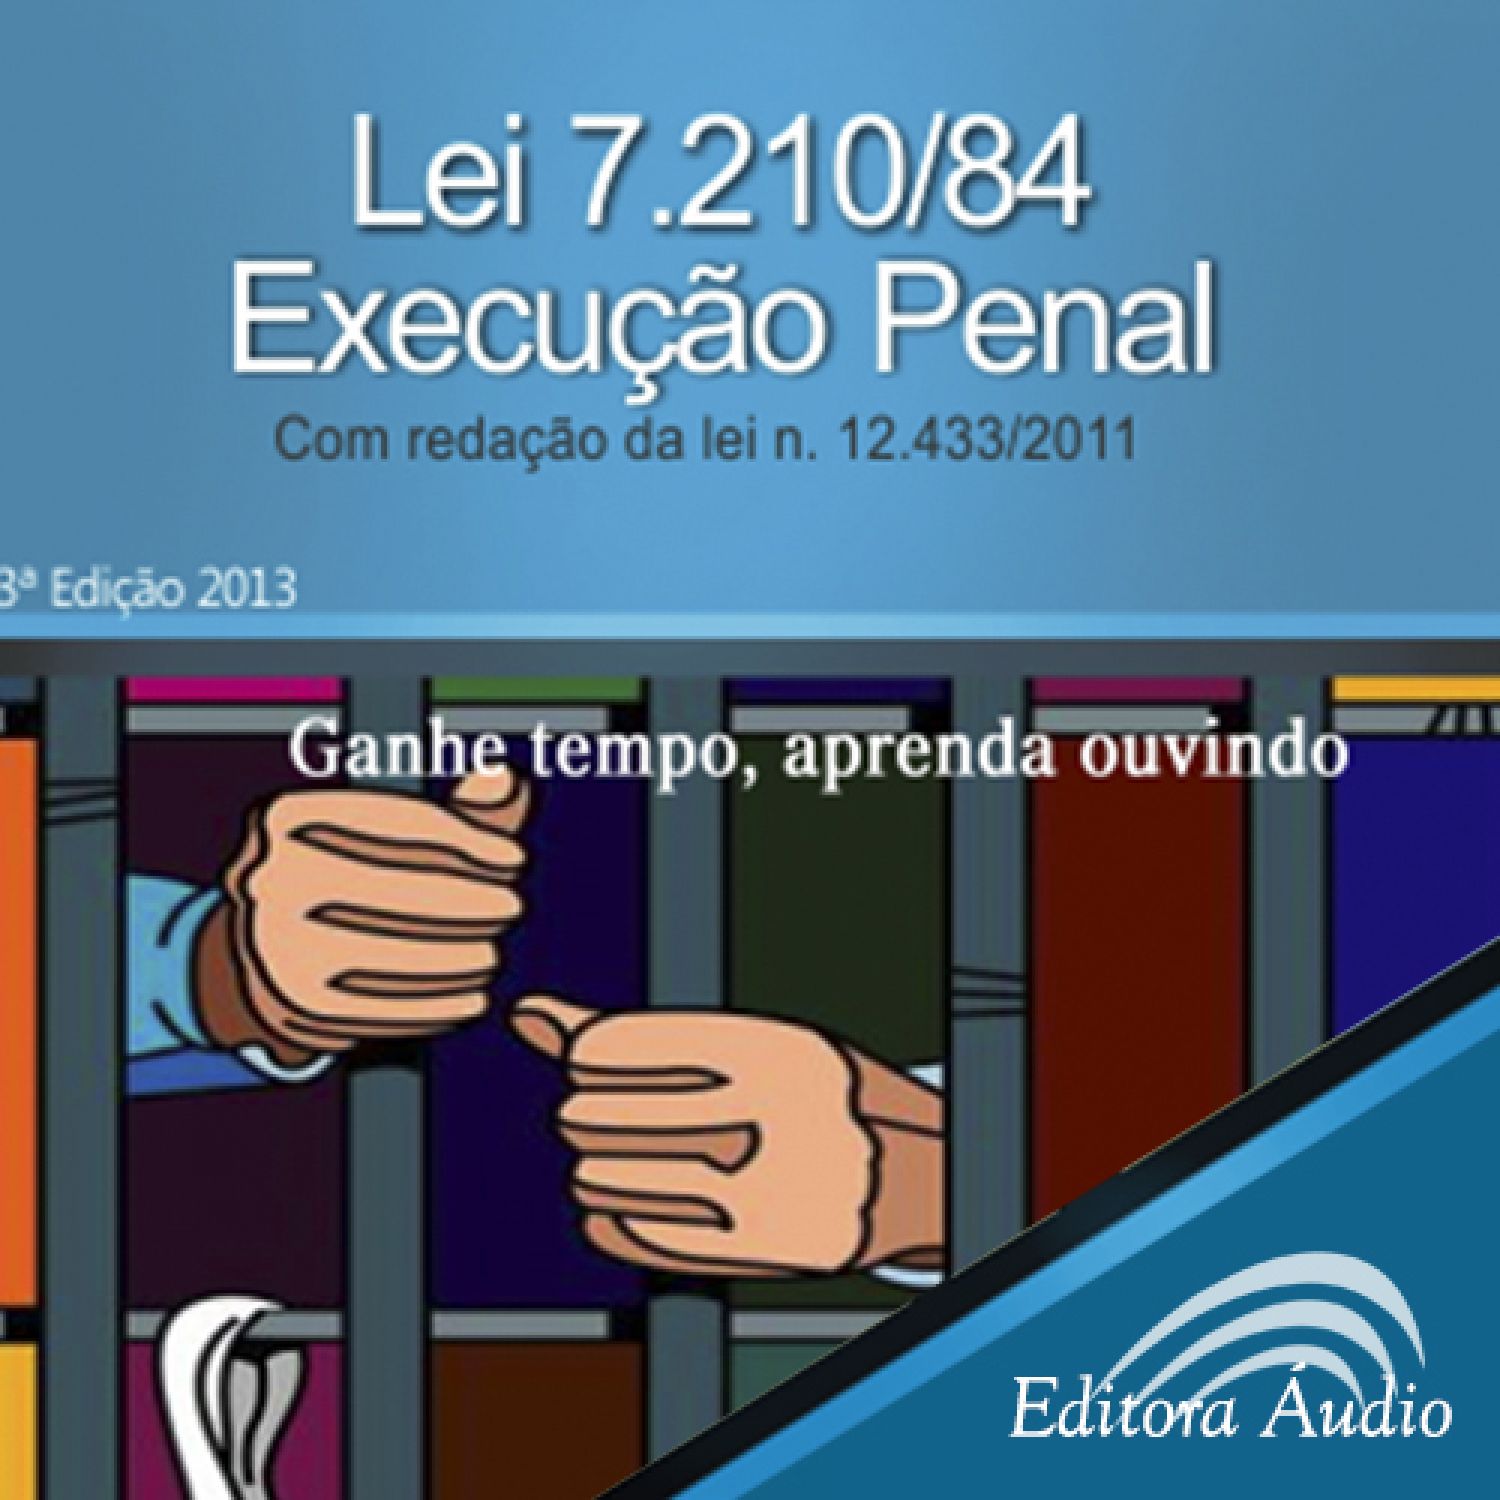 Lei 7.210/84
Execução Penal
Com redação da lei n. 12.433/2011
3ª Edição 2013
Ganhe tempo, aprenda ouvindo
Editora Áudio